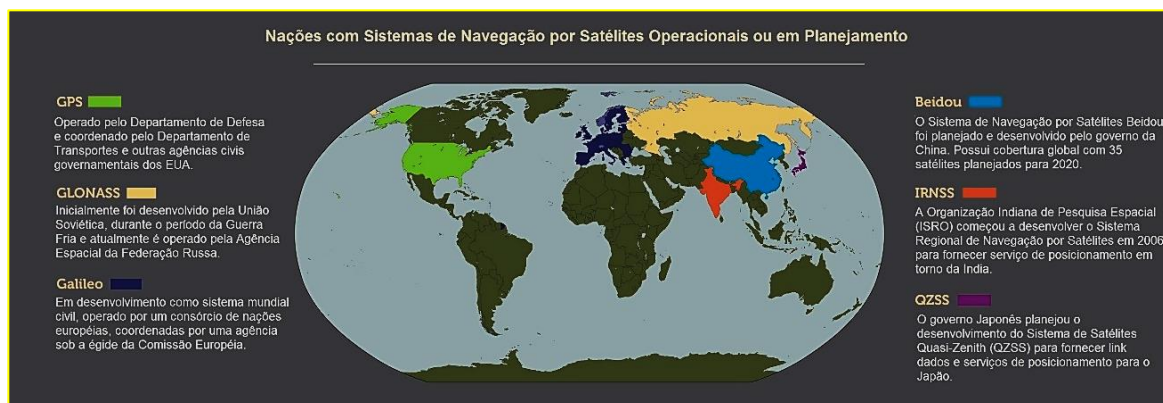 Nações com Sistemas de Navegação por Satélites Operacionais ou em Planejamento
GPS
Operado pelo Departamento de Defesa
e coordenado pelo Departamento de
Transportes e outras agências civis
governamentais dos EUA.
GLONASS
Inicialmente foi desenvolvido pela União
Soviética, durante o período da Guerra
Fria e atualmente é operado pela Agência
Espacial da Federação Russa.
Galileo
Em desenvolvimento como sistema mundial
civil, operado por um consórcio de nações
européias, coordenadas por uma agência
sob a égide da Comissão Européia.
Beidou
O Sistema de Navegação por Satélites Beidou
foi planejado e desenvolvido pelo governo da
China. Possui cobertura global com 35
satélites planejados para 2020.
IRNSS
A Organização Indiana de Pesquisa Espacial
(ISRO) começou a desenvolver o Sistema
Regional de Navegação por Satélites em 2006
para fornecer serviço de posicionamento em
torno da India.
QZSS
O governo Japonês planejou o
desenvolvimento do Sistema de Satélites
Quasi-Zenith (QZSS) para fornecer link
dados e serviços de posicionamento para o
Japão.